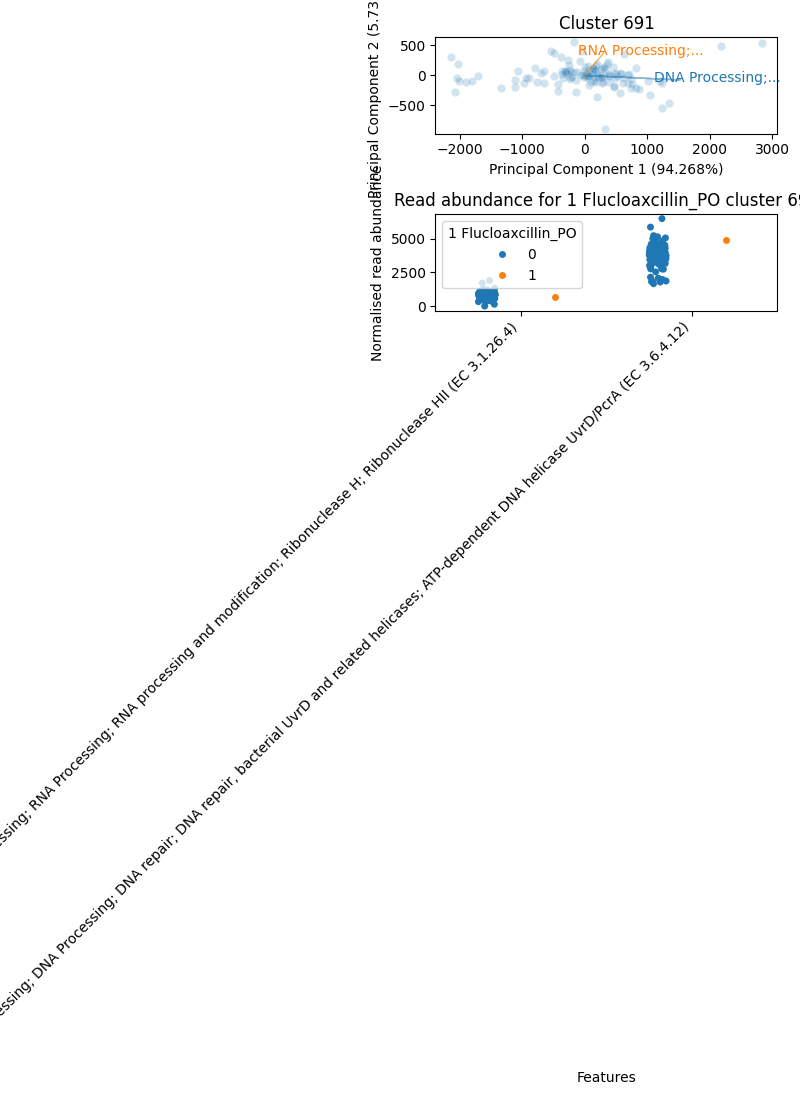 Cluster 691
Principal Component 2 (5.73
500
0
−500
RNA Processing;...
DNA Processing;...
−2000 −1000 0 1000 2000 3000
Principal Component 1 (94.268%)
Read abundance for 1 Flucloaxcillin_PO cluster 69
Normalised read abundance
5000
2500
0
1 Flucloaxcillin_PO
0
1
essing; RNA Processing; RNA processing and modification; Ribonuclease H; Ribonuclease HII (EC 3.1.26.4)
essing; DNA Processing; DNA repair; DNA repair, bacterial UvrD and related helicases; ATP-dependent DNA helicase UvrD/PcrA (EC 3.6.4.12)
Features